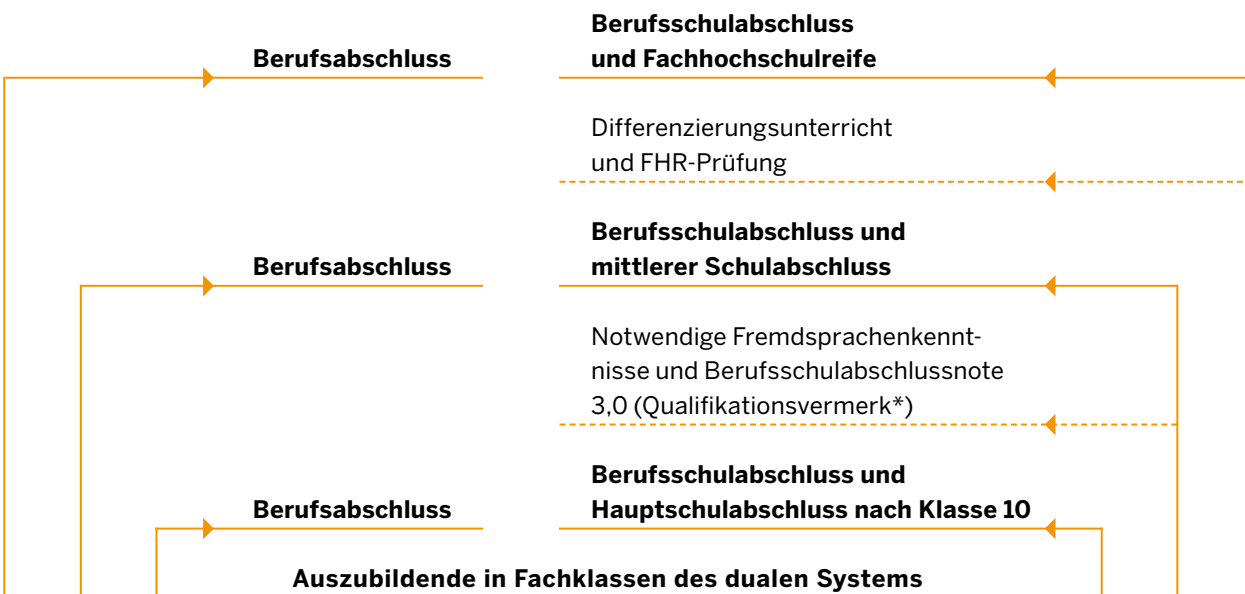 Berufsschulabschluss
Berufsabschluss und Fachhochschulreife
Differenzierungsunterricht
und FHR-Prüfung
Berufsschulabschluss und
Berufsabschluss mittlerer Schulabschluss
Notwendige Fremdsprachenkennt-
nisse und Berufsschulabschlussnote
3,0 (Qualifikationsvermerk*)
Berufsschulabschluss und
Berufsabschluss Hauptschulabschluss nach Klasse 10
Auszubildende in Fachklassen des dualen Systems